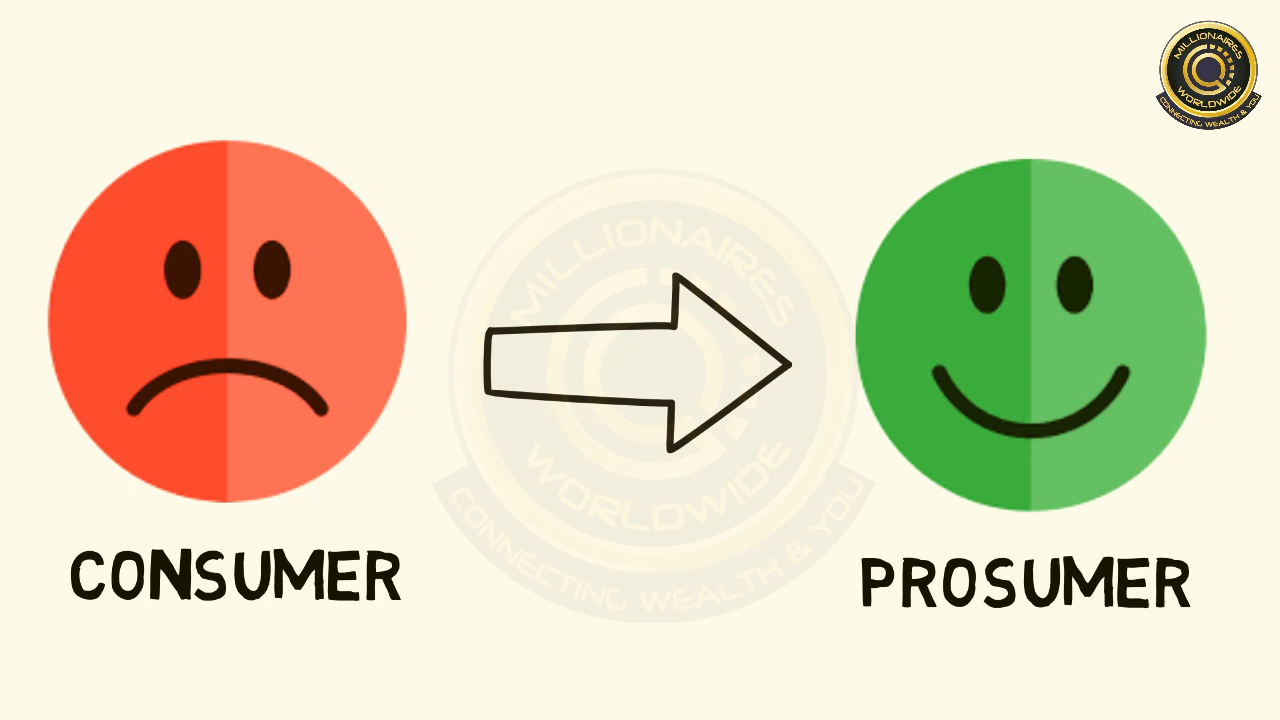 MILLIONAIRES
WORLDWIDE
CONNECTING WEALTH & YOU
MILLIONAIRES
WORLDWIDE
CONNECTING WEALTH & YOU
CONSUMER
PROSUMER